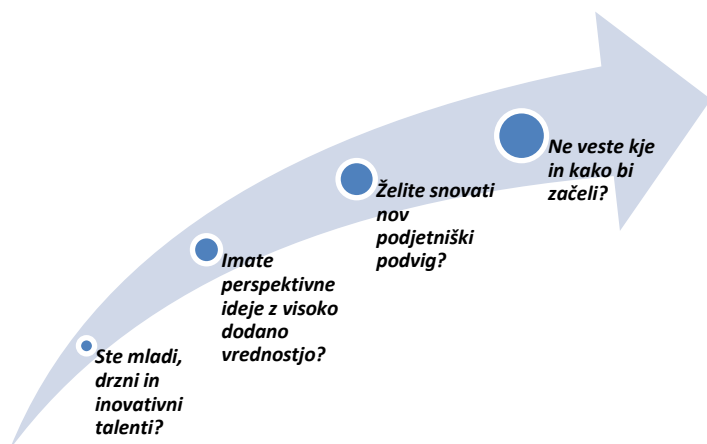 Ste mladi,
drzni in
inovativni
talenti?
Imate
perspektivne
ideje z visoko
dodano
vrednostjo?
Želite snovati
nov
podjetniški
podvig?
Ne veste kje
in kako bi
začeli?